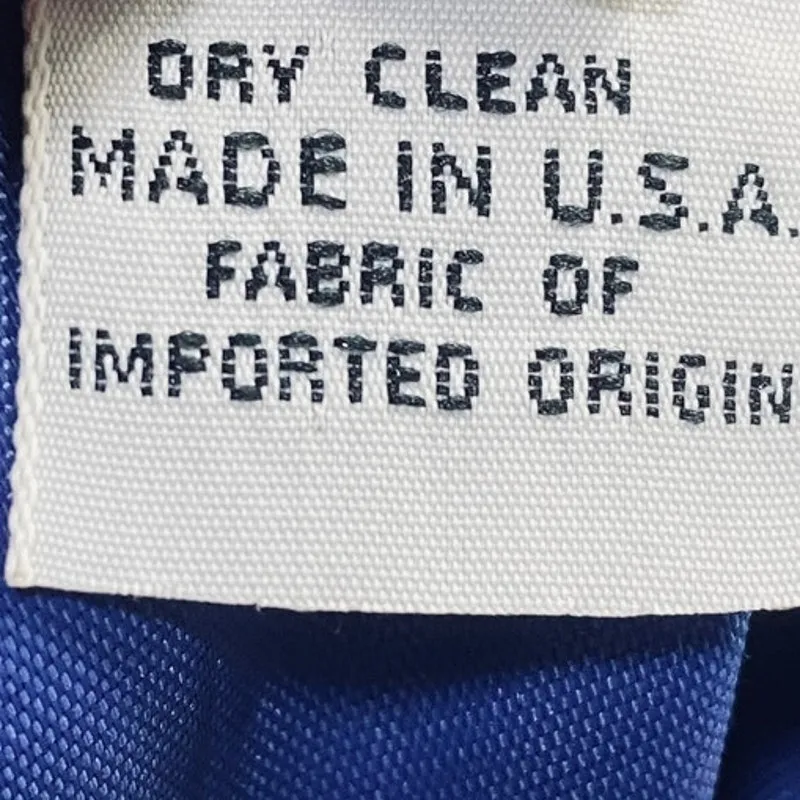 DRY CLEAN
MADE IN U.S.A.
FABRIC OF
IMPORTED ORIGIN